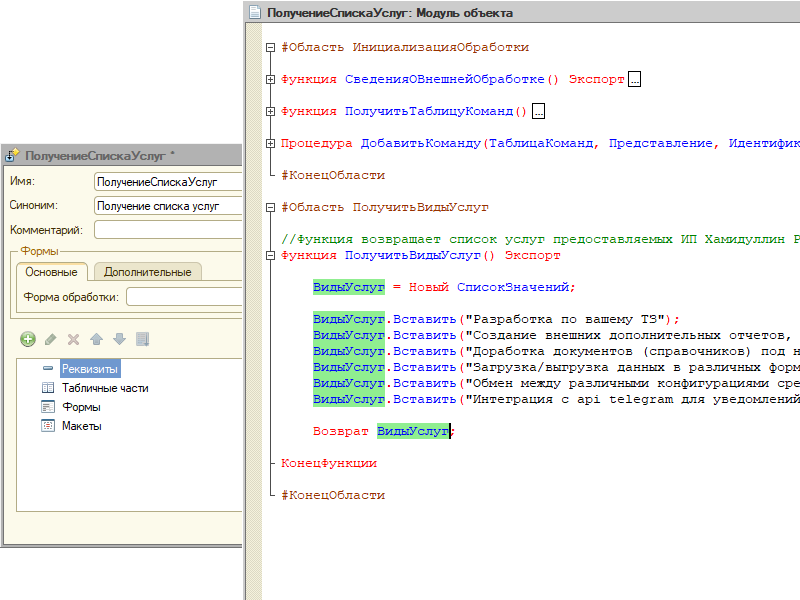 ПолучениеСпискаУслуг *
Имя: ПолучениеСпискаУслуг
Синоним: Получение списка услуг
Комментарий:
Формы
Основные Дополнительные
Форма обработки:
Реквизиты
Табличные части
Формы
Макеты
ПолучениеСпискаУслуг: Модуль объекта
#Область ИнициализацияОбработки
Функция СведенияОВнешнейОбработке() Экспорт ...
Функция ПолучитьТаблицуКоманд() ...
Процедура ДобавитьКоманду(ТаблицаКоманд, Представление, Идентифик
#КонецОбласти
#Область ПолучитьВидыУслуг
//Функция возвращает список услуг предоставляемых ИП Хамидуллин Р
Функция ПолучитьВидыУслуг() Экспорт
ВидыУслуг = Новый СписокЗначений;
ВидыУслуг.Вставить("Разработка по вашему ТЗ");
ВидыУслуг.Вставить("Создание внешних дополнительных отчетов,
ВидыУслуг.Вставить("Доработка документов (справочников) под н
ВидыУслуг.Вставить("Загрузка/выгрузка данных в различных форм
ВидыУслуг.Вставить("Обмен между различными конфигурациями сре
ВидыУслуг.Вставить("Интеграция с api telegram для уведомлений
Возврат ВидыУслуг;
КонецФункции
#КонецОбласти